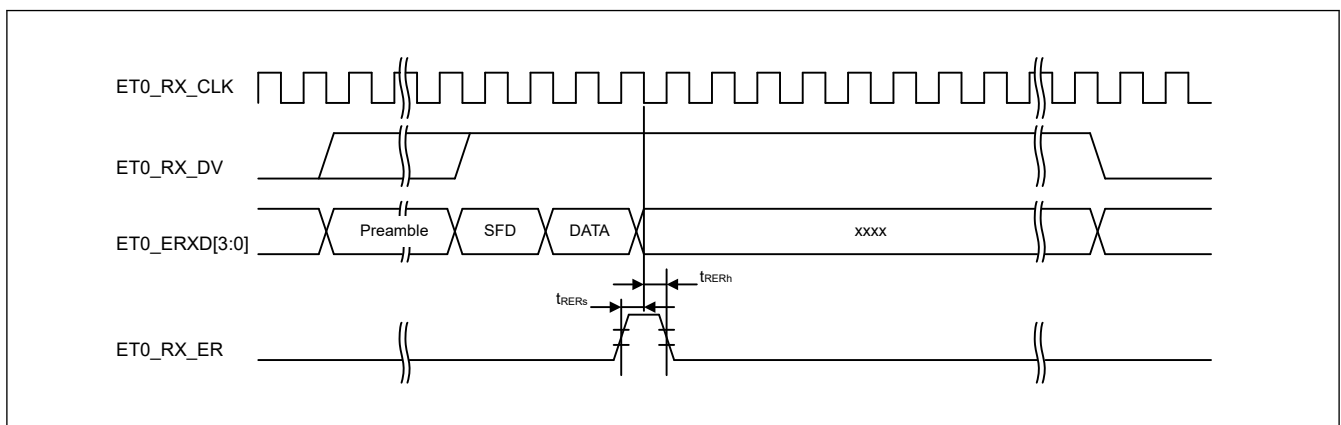 ET0_RX_CLK
ET0_RX_DV
ET0_ERXD[3:0]
Preamble
SFD
DATA
xxxx
tRERh
tRERs
ET0_RX_ER